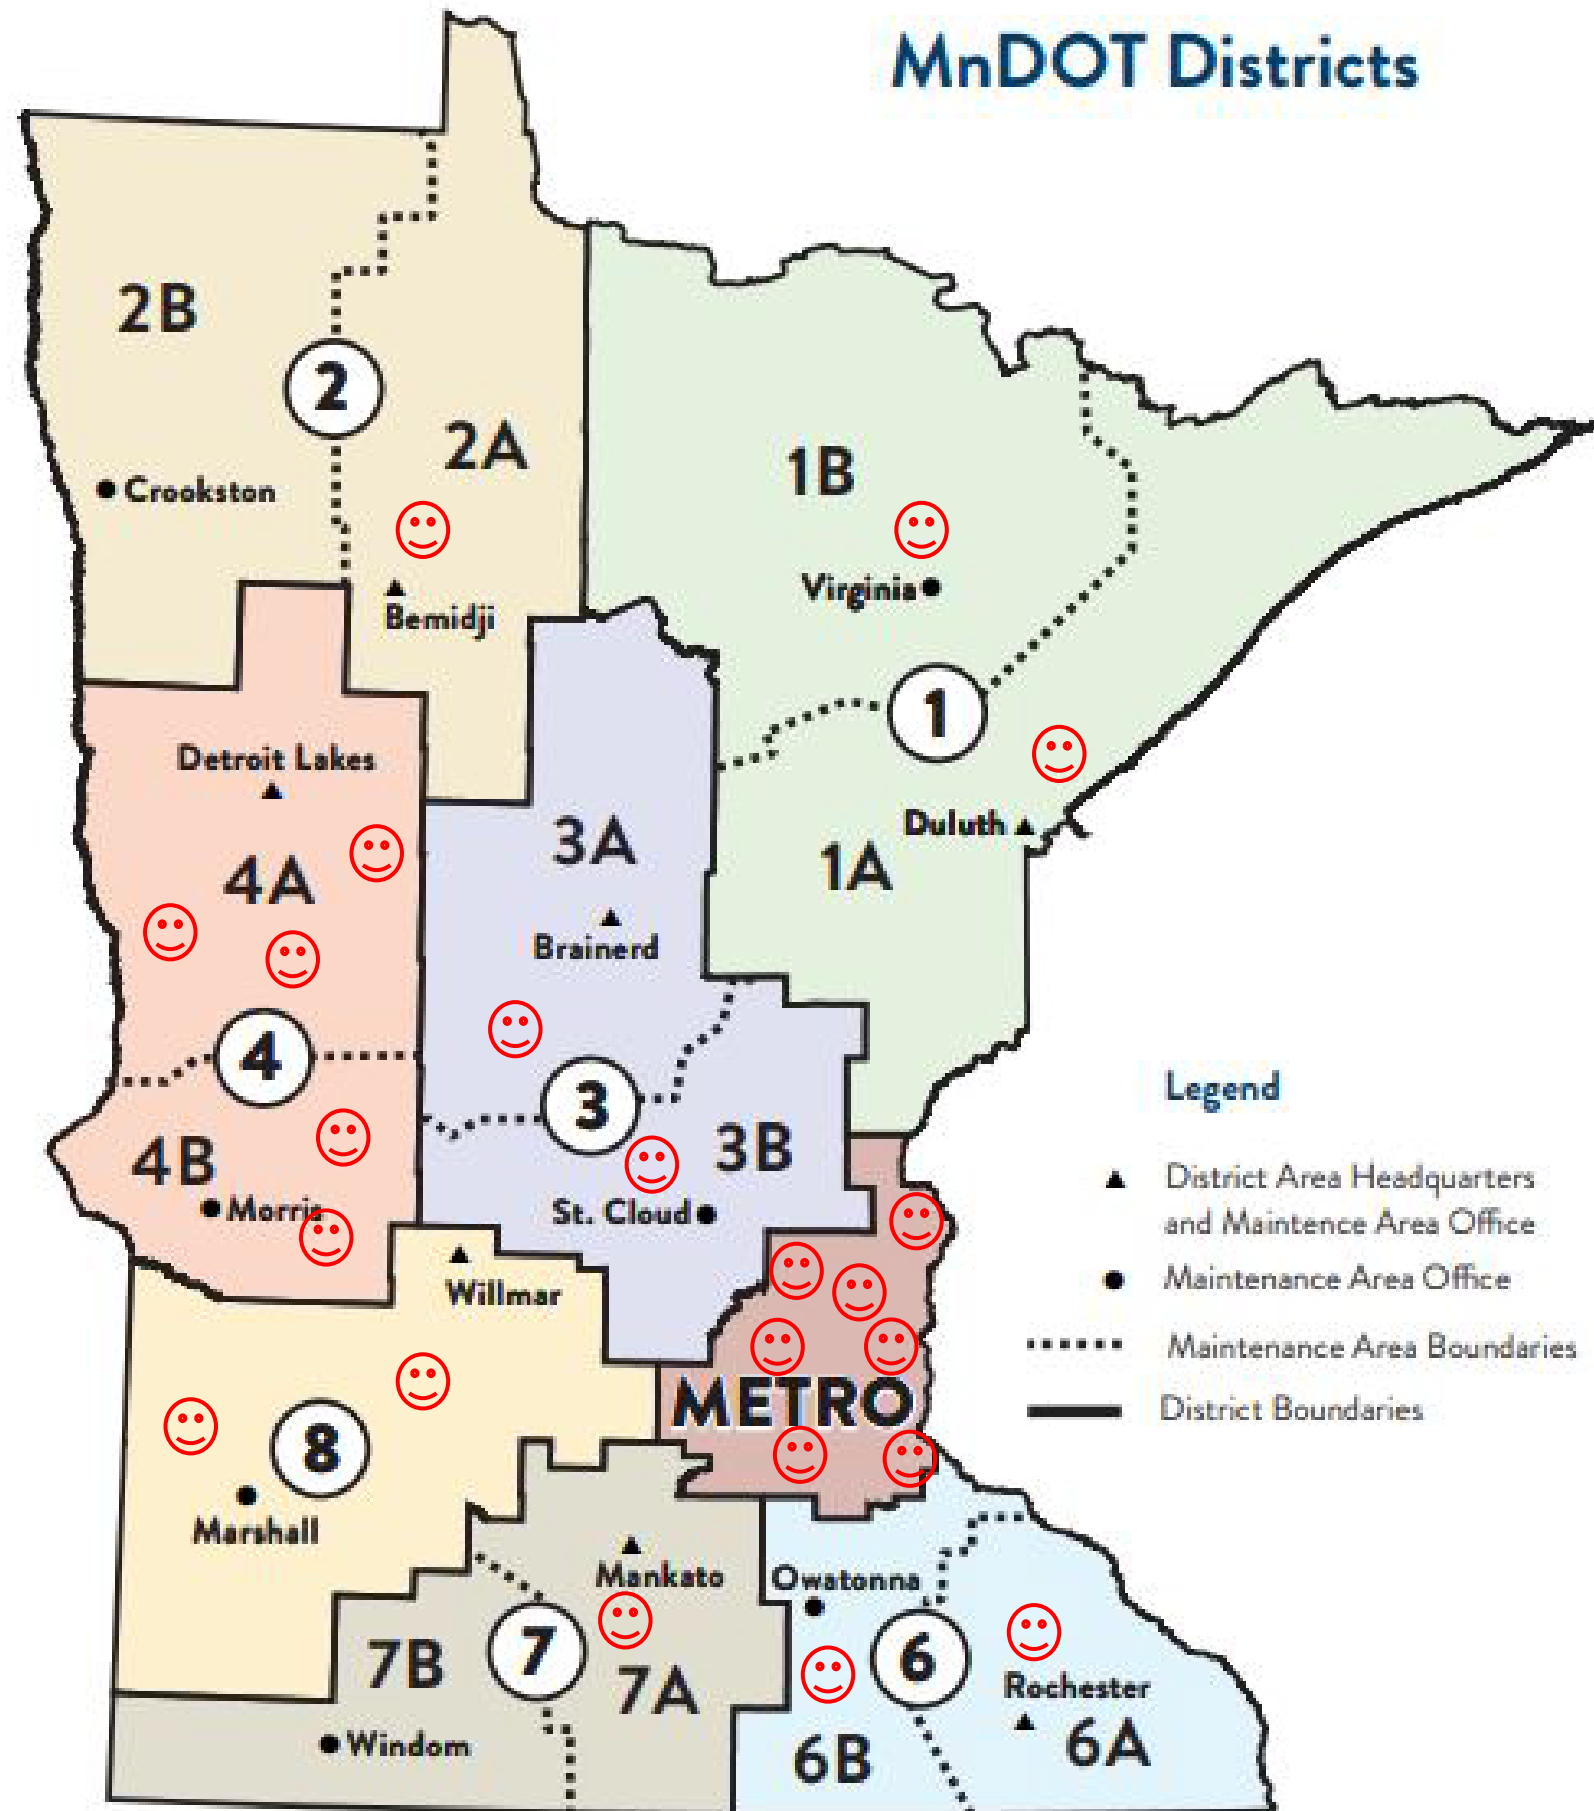 MnDOT Districts
2B
2
2A
1B
Crookston
Virginia
Bemidji
1
Detroit Lakes
3A
Duluth
4A
1A
Brainerd
4
3
Legend
4B
3B
District Area Headquarters
and Maintence Area Office
Morris
St. Cloud
Willmar
Maintenance Area Office
Maintenance Area Boundaries
METRO
District Boundaries
8
Marshall
Mankato
Owatonna
7B
7
7A
6
Rochester
Windom
6B
6A